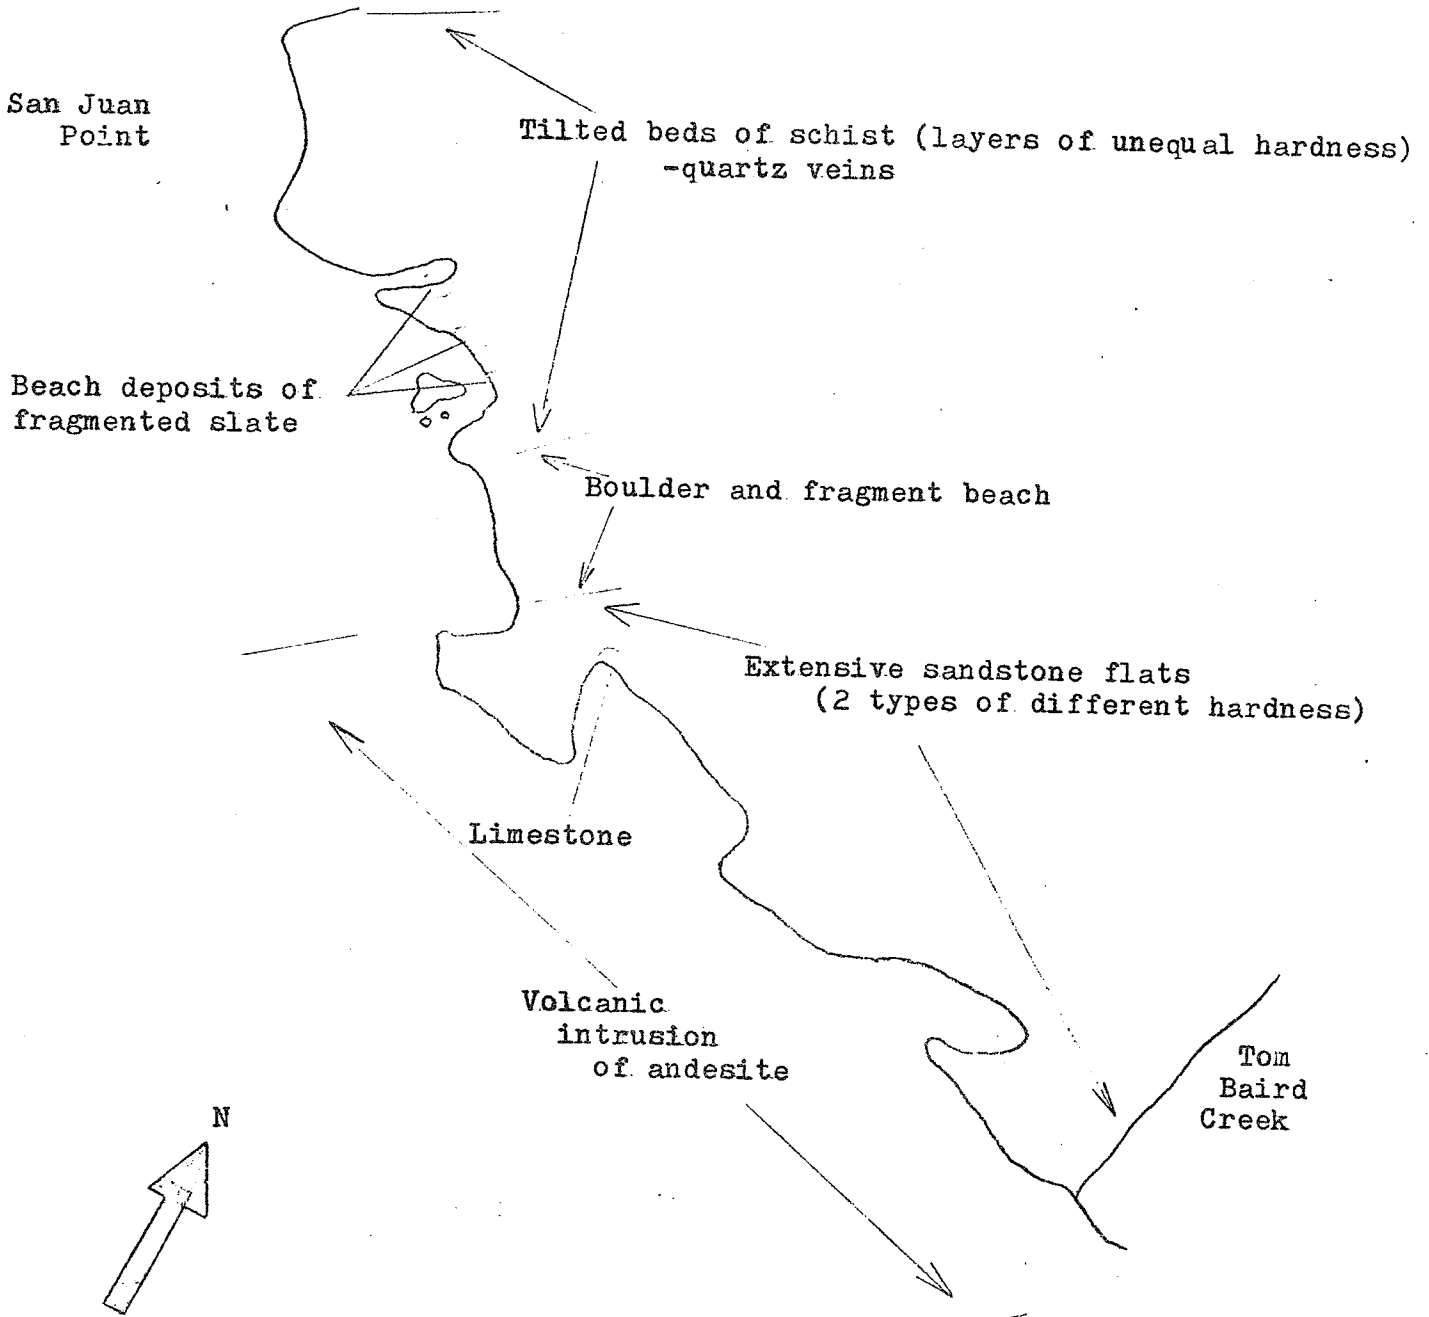 San Juan
Point
Tilted beds of schist (layers of unequal hardness)
-quartz veins
Beach deposits of
fragmented slate
Boulder and fragment beach
Extensive sandstone flats
(2 types of different hardness)
Limestone
Volcanic
intrusion
of andesite
Tom
Baird
Creek
N